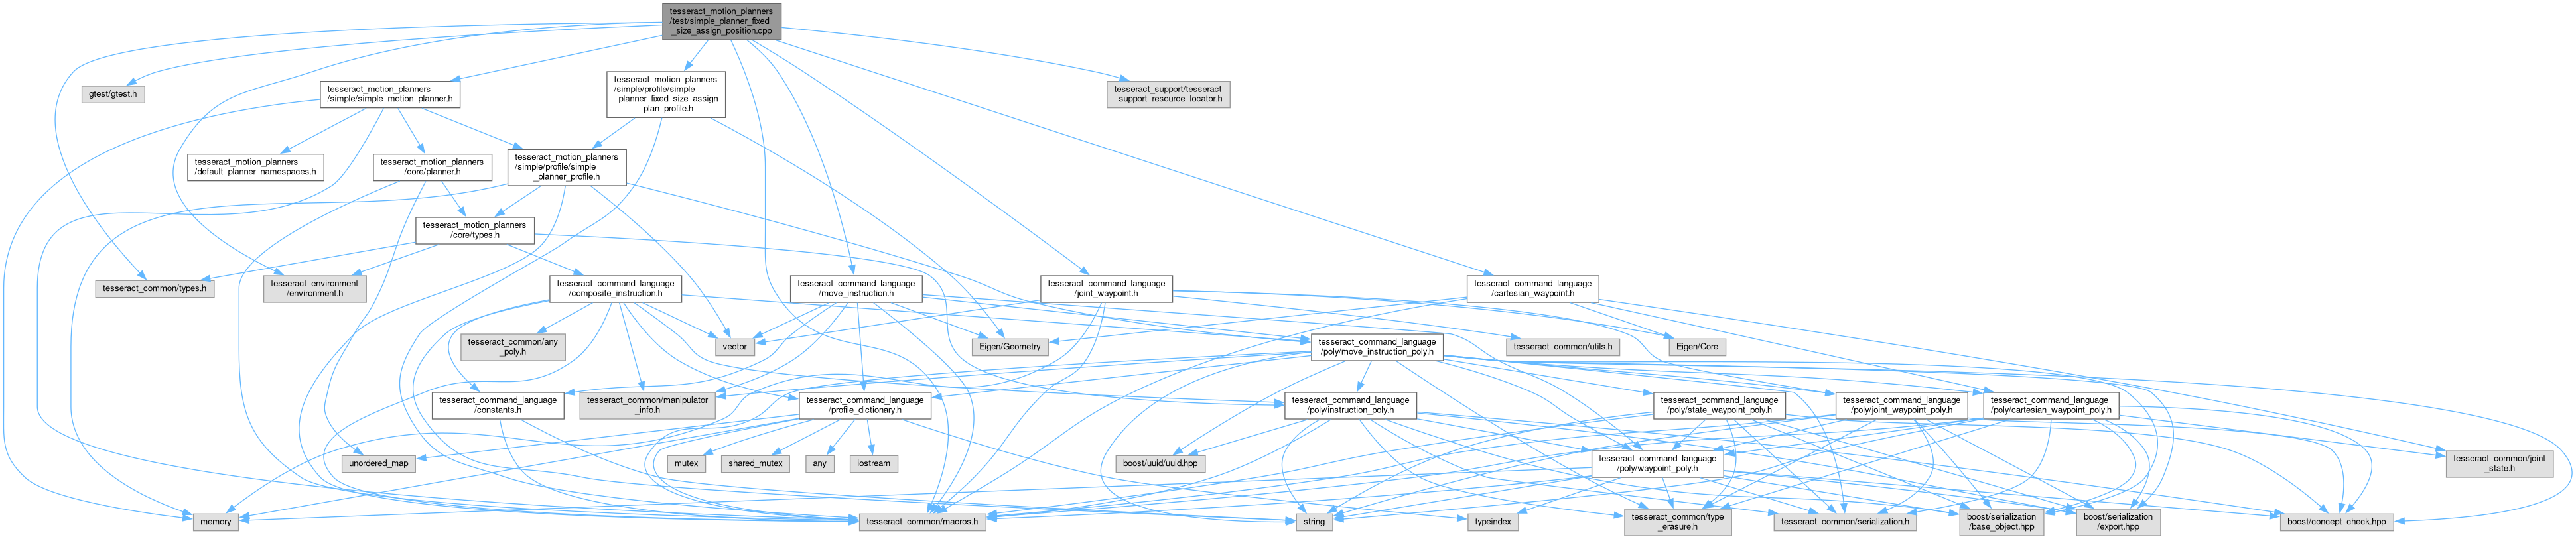 tesseract_motion_planners
/test/simple_planner_fixed
_size_assign_position.cpp
gtest/gtest.h
tesseract_motion_planners
/simple/simple_motion_planner.h
tesseract_motion_planners
/simple/profile/simple
_planner_fixed_size_assign
_plan_profile.h
tesseract_support/tesseract
_support_resource_locator.h
tesseract_motion_planners
/default_planner_namespaces.h
tesseract_motion_planners
/core/planner.h
tesseract_motion_planners
/simple/profile/simple
_planner_profile.h
tesseract_motion_planners
/core/types.h
tesseract_common/types.h
tesseract_environment
/environment.h
tesseract_command_language
/composite_instruction.h
tesseract_command_language
/move_instruction.h
tesseract_command_language
/joint_waypoint.h
tesseract_command_language
/cartesian_waypoint.h
tesseract_common/any
_poly.h
vector
Eigen/Geometry
tesseract_command_language
/poly/move_instruction_poly.h
tesseract_common/utils.h
Eigen/Core
tesseract_command_language
/constants.h
tesseract_common/manipulator
_info.h
tesseract_command_language
/profile_dictionary.h
tesseract_command_language
/poly/instruction_poly.h
tesseract_command_language
/poly/state_waypoint_poly.h
tesseract_command_language
/poly/joint_waypoint_poly.h
tesseract_command_language
/poly/cartesian_waypoint_poly.h
unordered_map
mutex
shared_mutex
any
iostream
boost/uuid/uuid.hpp
tesseract_command_language
/poly/waypoint_poly.h
tesseract_common/joint
_state.h
memory
tesseract_common/macros.h
string
typeindex
tesseract_common/type
_erasure.h
tesseract_common/serialization.h
boost/serialization
/base_object.hpp
boost/serialization
/export.hpp
boost/concept_check.hpp